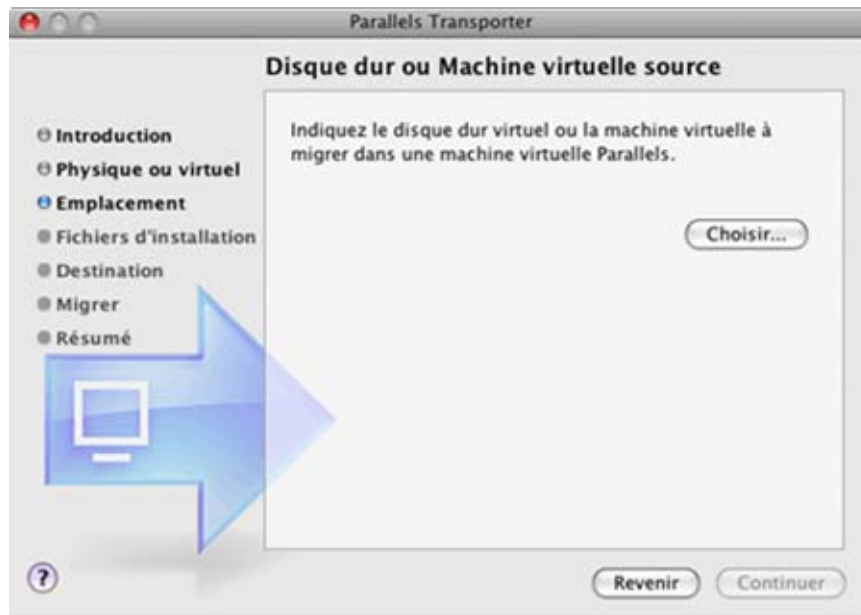 Parallels Transporter
Disque dur ou Machine virtuelle source
Introduction
Physique ou virtuel
Emplacement
Fichiers d'installation
Destination
Migrer
Résumé
Indiquez le disque dur virtuel ou la machine virtuelle à
migrer dans une machine virtuelle Parallels.
Choisir...
?
Revenir
Continuer